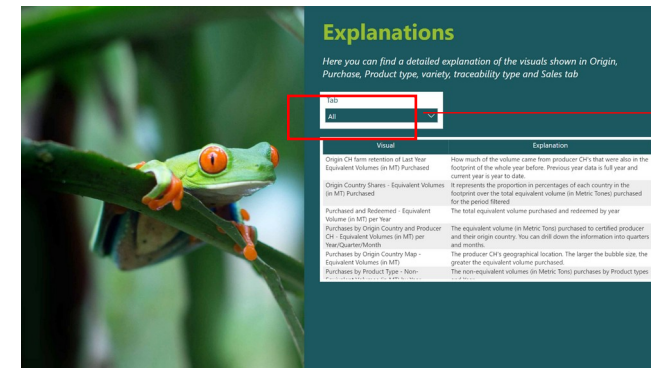 Explanations
Here you can find a detailed explanation of the visuals shown in Origin,
Purchase, Product type, variety, traceability type and Sales tab
Tab
All
Visual Explanation
Origin CH farm retention of Last Year How much of the volume came from producer CH's that were also in the
Equivalent Volumes (in MT) Purchased footprint of the whole year before. Previous year data is full year and
current year is year to date.
Origin Country Shares - Equivalent Volumes It represents the proportion in percentages of each country in the
(in MT) Purchased footprint over the total equivalent volume (in Metric Tones) purchased
for the period filtered
Purchased and Redeemed - Equivalent The total equivalent volume purchased and redeemed by year
Volume (in MT) per Year
Purchases by Origin Country and Producer The equivalent volume (in Metric Tons) purchased to certified producer
CH - Equivalent Volumes (in MT) per and their origin country. You can drill down the information into quarters
Year/Quarter/Month and months.
Purchases by Origin Country Map - The producer CH's geographical location. The larger the bubble size, the
Equivalent Volumes (in MT) greater the equivalent volume purchased.
Purchases by Product Type - Non- The non-equivalent volumes (in Metric Tons) purchases by Product types